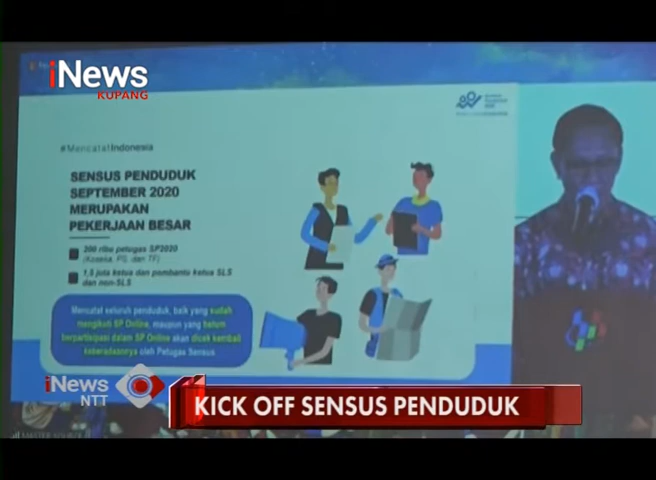 iNews
KUPANG
#MencatatIndonesia
SENSUS PENDUDUK
SEPTEMBER 2020
MERUPAKAN
PEKERJAAN BESAR
200 ribu petugas SP2020
(Koseka, PS, dan TF)
1,5 juta ketua dan pembantu ketua SLS
dan non-SLS
Mencatat seluruh penduduk, baik yang sudah
mengikuti SP Online, maupun yang belum
berpartisipasi dalam SP Online akan dicek kembali
keberadaannya oleh Petugas Sensus
iNews
NTT
KICK OFF SENSUS PENDUDUK